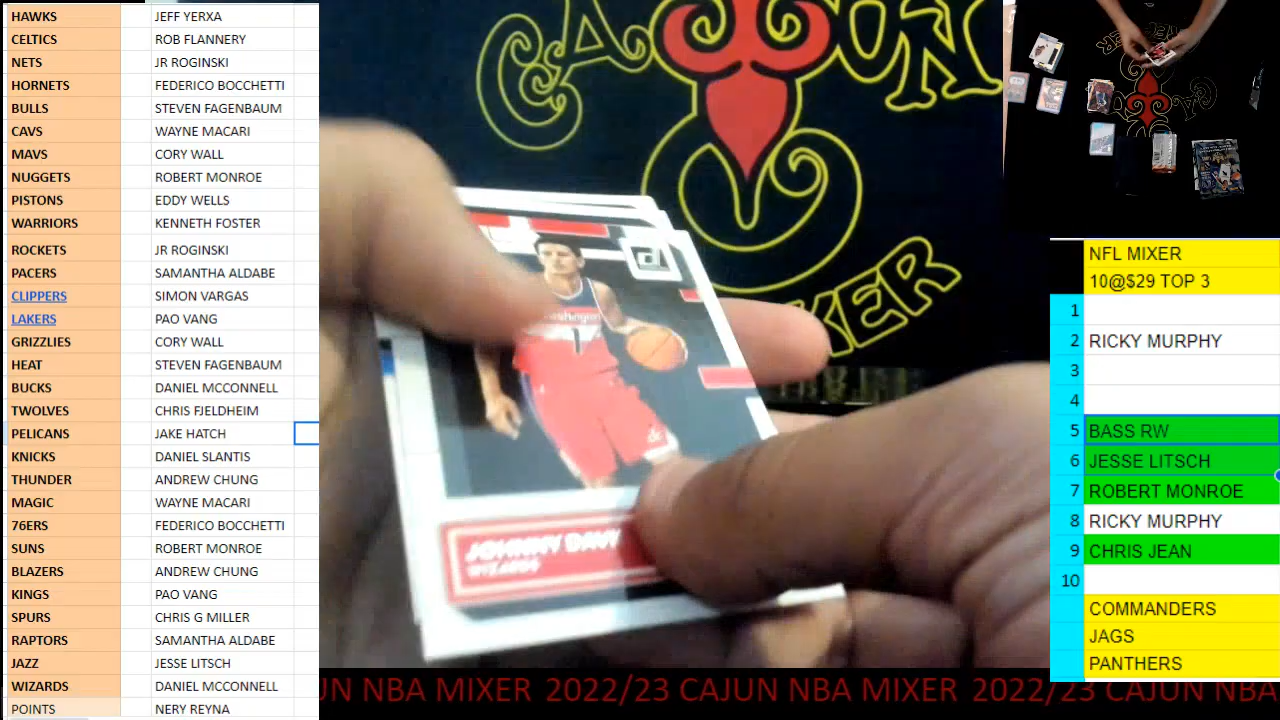 HAWKS JEFF YERXA
CELTICS ROB FLANNERY
NETS JR ROGINSKI
HORNETS FEDERICO BOCCHETTI
BULLS STEVEN FAGENBAUM
CAVS WAYNE MACARI
MAVS CORY WALL
NUGGETS ROBERT MONROE
PISTONS EDDY WELLS
WARRIORS KENNETH FOSTER
ROCKETS JR ROGINSKI
PACERS SAMANTHA ALDABE
CLIPPERS SIMON VARGAS
LAKERS PAO VANG
GRIZZLIES CORY WALL
HEAT STEVEN FAGENBAUM
BUCKS DANIEL MCCONNELL
TWOLVES CHRIS FJELDHEIM
PELICANS JAKE HATCH
KNICKS DANIEL SLANTIS
THUNDER ANDREW CHUNG
MAGIC WAYNE MACARI
76ERS FEDERICO BOCCHETTI
SUNS ROBERT MONROE
BLAZERS ANDREW CHUNG
KINGS PAO VANG
SPURS CHRIS G MILLER
RAPTORS SAMANTHA ALDABE
JAZZ JESSE LITSCH
WIZARDS DANIEL MCCONNELL
POINTS NERY REYNA
CAJUN
Washington
1
JOHNNY DAV
WIZARDS
NFL MIXER
10@$29 TOP 3
1
2 RICKY MURPHY
3
4
5 BASS RW
6 JESSE LITSCH
7 ROBERT MONROE
8 RICKY MURPHY
9 CHRIS JEAN
10
COMMANDERS
JAGS
PANTHERS
UN NBA MIXER 2022/23 CAJUN NBA MIXER 2022/23 CAJUN NBA